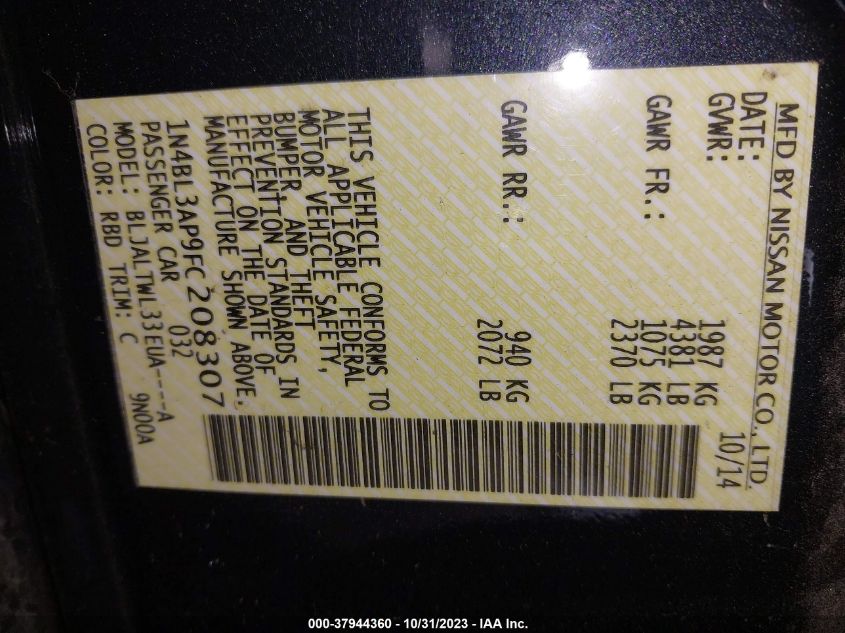 MFD BY NISSAN MOTOR CO., LTD.
DATE: 10/14
GVWR: 1987 KG
4381 LB
GAWR FR.: 1075 KG
2370 LB
GAWR RR.: 940 KG
2072 LB
THIS VEHICLE CONFORMS TO
ALL APPLICABLE FEDERAL
MOTOR VEHICLE SAFETY,
BUMPER, AND THEFT
PREVENTION STANDARDS IN
EFFECT ON THE DATE OF
MANUFACTURE SHOWN ABOVE.
1N4BL3AP9FC208307
PASSENGER CAR 032
MODEL: BLJALTWL33EUA----A
COLOR: RBD TRIM: C 9N00A
000-37944360 - 10/31/2023 - IAA Inc.